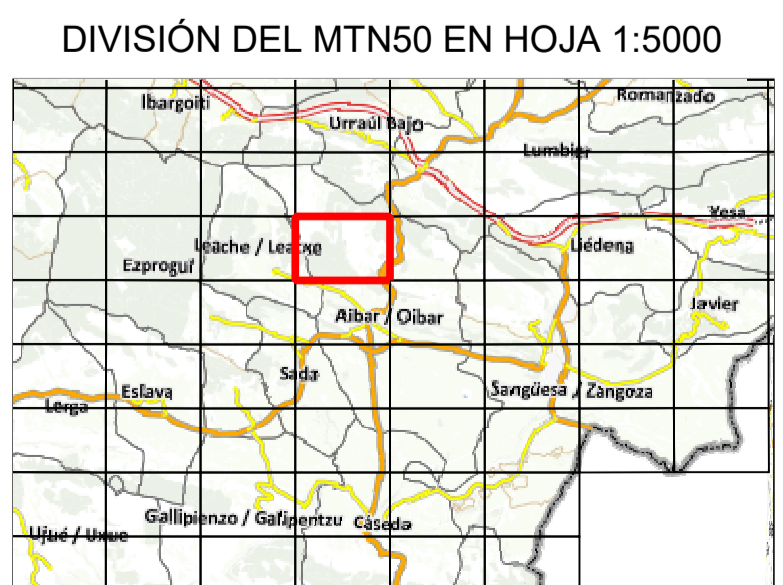 DIVISIÓN DEL MTN50 EN HOJA 1:5000
Ibargoiti
Romanzado
Urraúl Bajo
Lumbier
Yesa
Leache / Leatxe
Liédena
Ezprogui
Javier
Aibar / Oibar
Sada
Eslava
Sangüesa / Zangoza
Lerga
Gallipienzo / Galipentzu
Cáseda
Ujué / Uxue